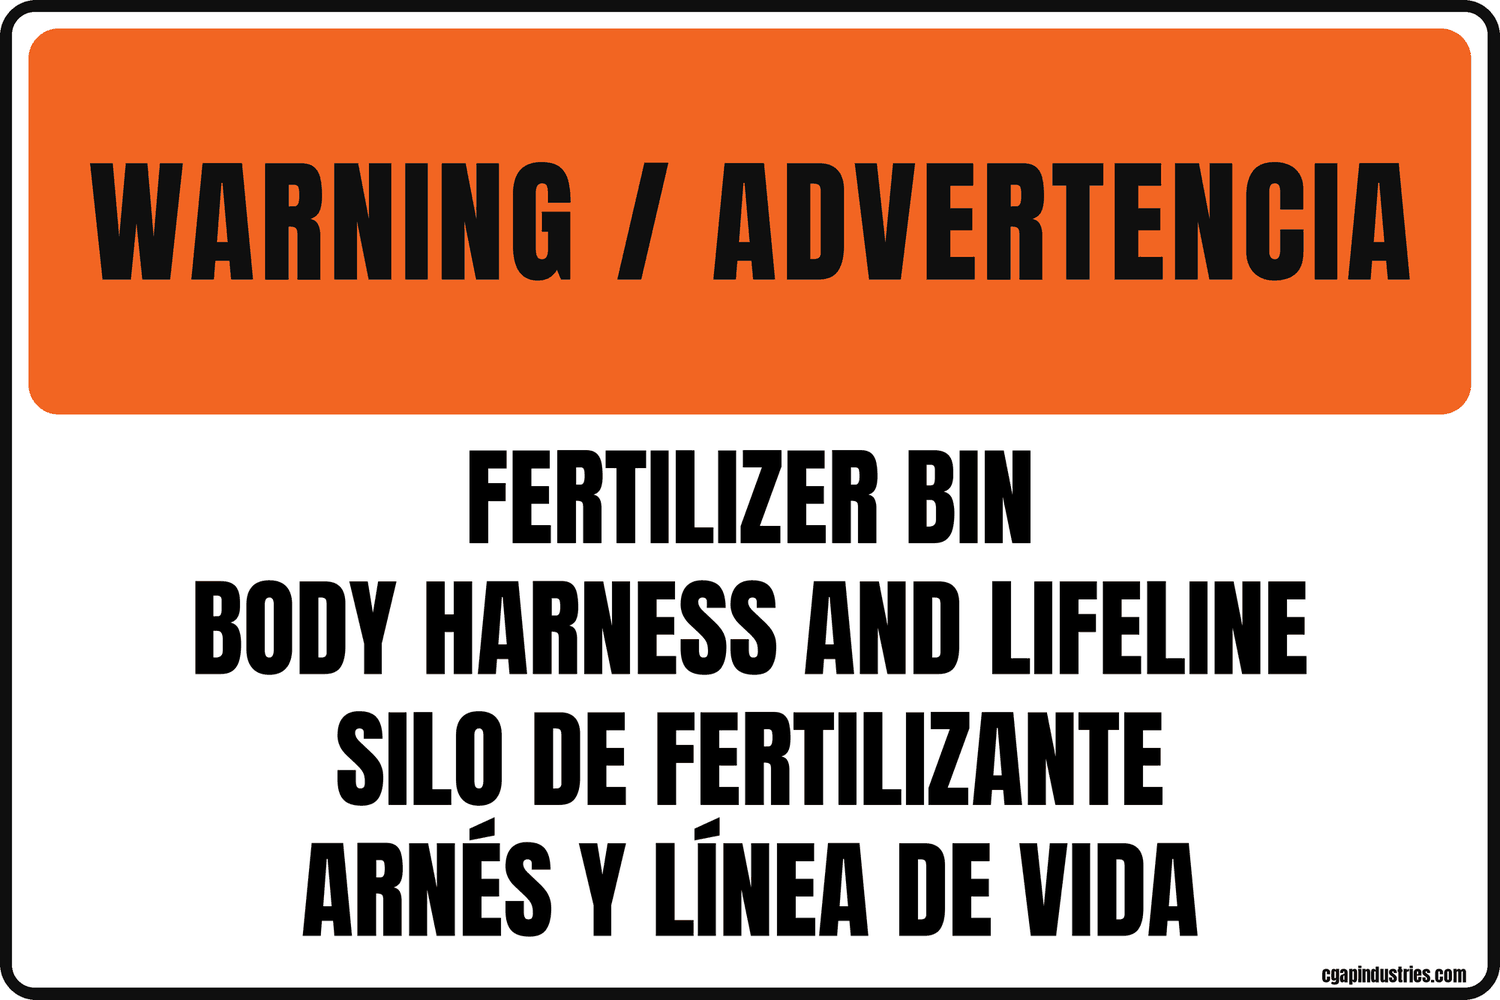 WARNING / ADVERTENCIA
FERTILIZER BIN
BODY HARNESS AND LIFELINE
SILO DE FERTILIZANTE
ARNÉS Y LÍNEA DE VIDA
cgapindustries.com